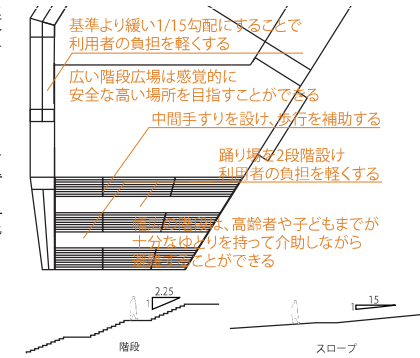 基準より緩い1/15勾配にすることで
利用者の負担を軽くする
広い階段広場は感覚的に
安全な高い場所を目指すことができる
中間手すりを設け、歩行を補助する
踊り場を2段階設け
利用者の負担を軽くする
は、高齢者や子どもまでが
十分なゆとりを持って介助しながら
することができる
2.25
1
階段
15
1
スロープ